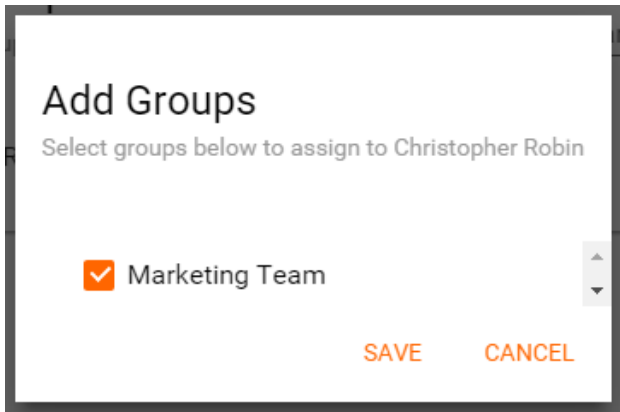 Add Groups
Select groups below to assign to Christopher Robin
Marketing Team
SAVE CANCEL